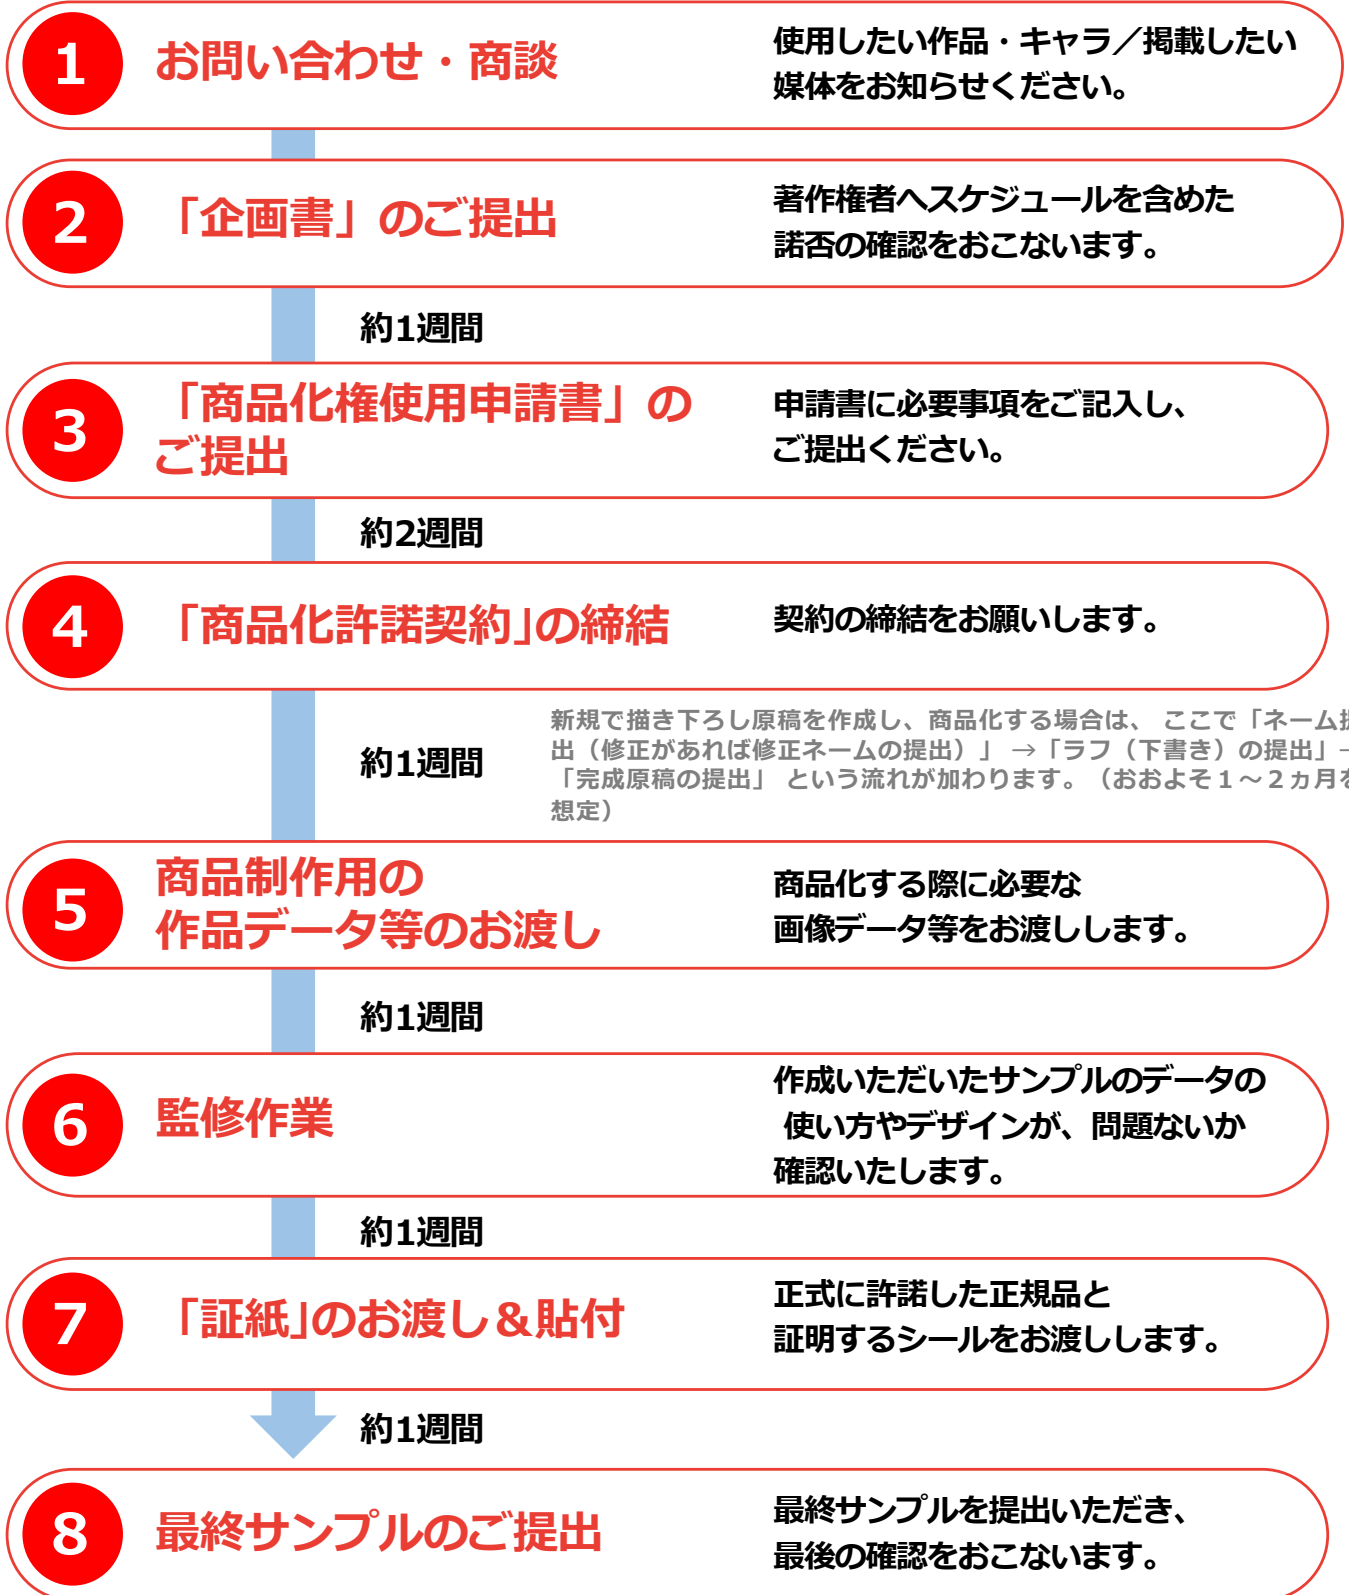 1
お問い合わせ・商談
使用したい作品・キャラ／掲載したい
媒体をお知らせください。
2
「企画書」のご提出
著作権者へスケジュールを含めた
諾否の確認をおこないます。
約1週間
3
「商品化権使用申請書」の
ご提出
申請書に必要事項をご記入し、
ご提出ください。
約2週間
4
「商品化許諾契約」の締結
契約の締結をお願いします。
約1週間
新規で描き下ろし原稿を作成し、商品化する場合は、 ここで「ネーム提
出（修正があれば修正ネームの提出）」 →「ラフ（下書き）の提出」→
「完成原稿の提出」 という流れが加わります。（おおよそ１～２ヵ月を
想定）
5
商品制作用の
作品データ等のお渡し
商品化する際に必要な
画像データ等をお渡しします。
約1週間
6
監修作業
作成いただいたサンプルのデータの
使い方やデザインが、問題ないか
確認いたします。
約1週間
7
「証紙」のお渡し＆貼付
正式に許諾した正規品と
証明するシールをお渡しします。
約1週間
8
最終サンプルのご提出
最終サンプルを提出いただき、
最後の確認をおこないます。